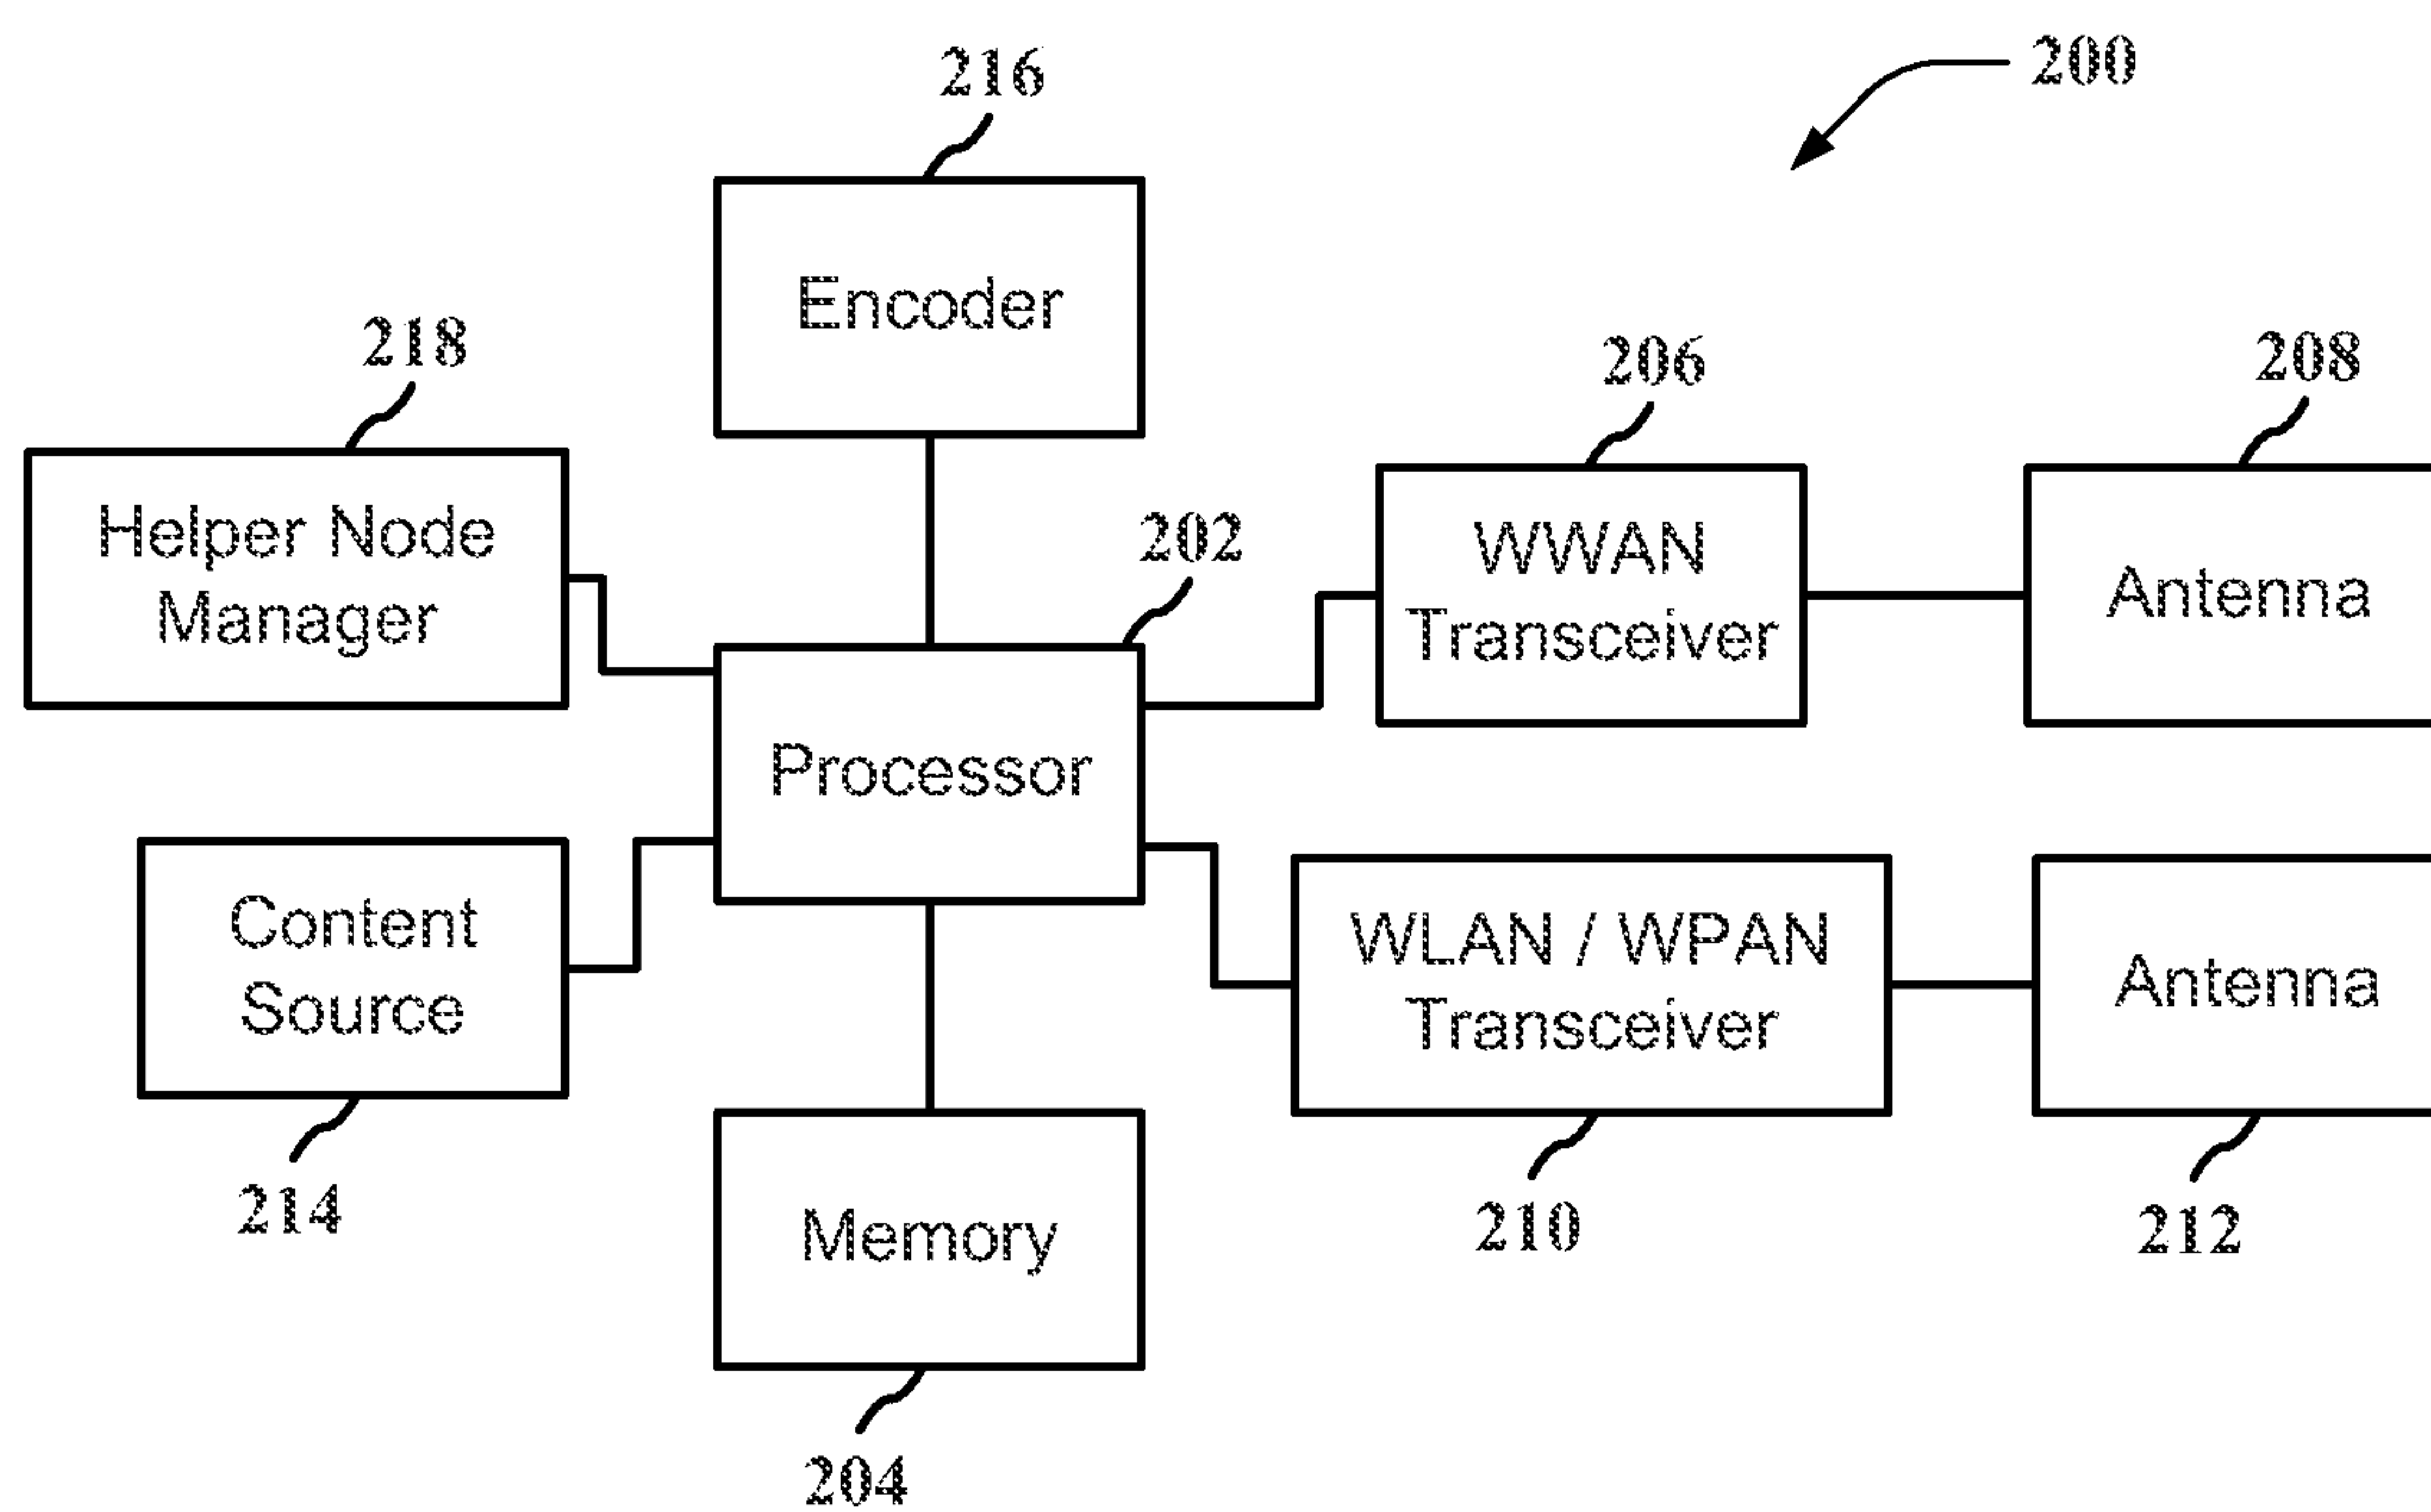 200
216
Encoder
218
Helper Node
Manager
206
WWAN
Transceiver
208
Antenna
202
Processor
Content
Source
214
WLAN / WPAN
Transceiver
210
Antenna
212
Memory
204